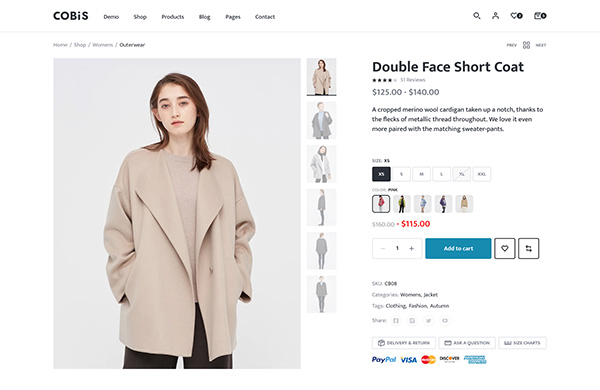 COBiS Demo Shop Products Blog Pages Contact
Home / Shop / Womens / Outerwear
PREV NEXT
Double Face Short Coat
51 Reviews
$125.00 - $140.00
A cropped merino wool cardigan taken up a notch, thanks to
the flecks of metallic thread throughout. We love it even
more paired with the matching sweater-pants.
SIZE: XS
XS S M L XL XXL
COLOR: PINK
$160.00 - $115.00
− 1 + Add to cart
SKU: CB08
Categories: Womens, Jacket
Tags: Clothing, Fashion, Autumn
Share:
DELIVERY & RETURN ASK A QUESTION SIZE CHARTS
PayPal VISA DISCOVER